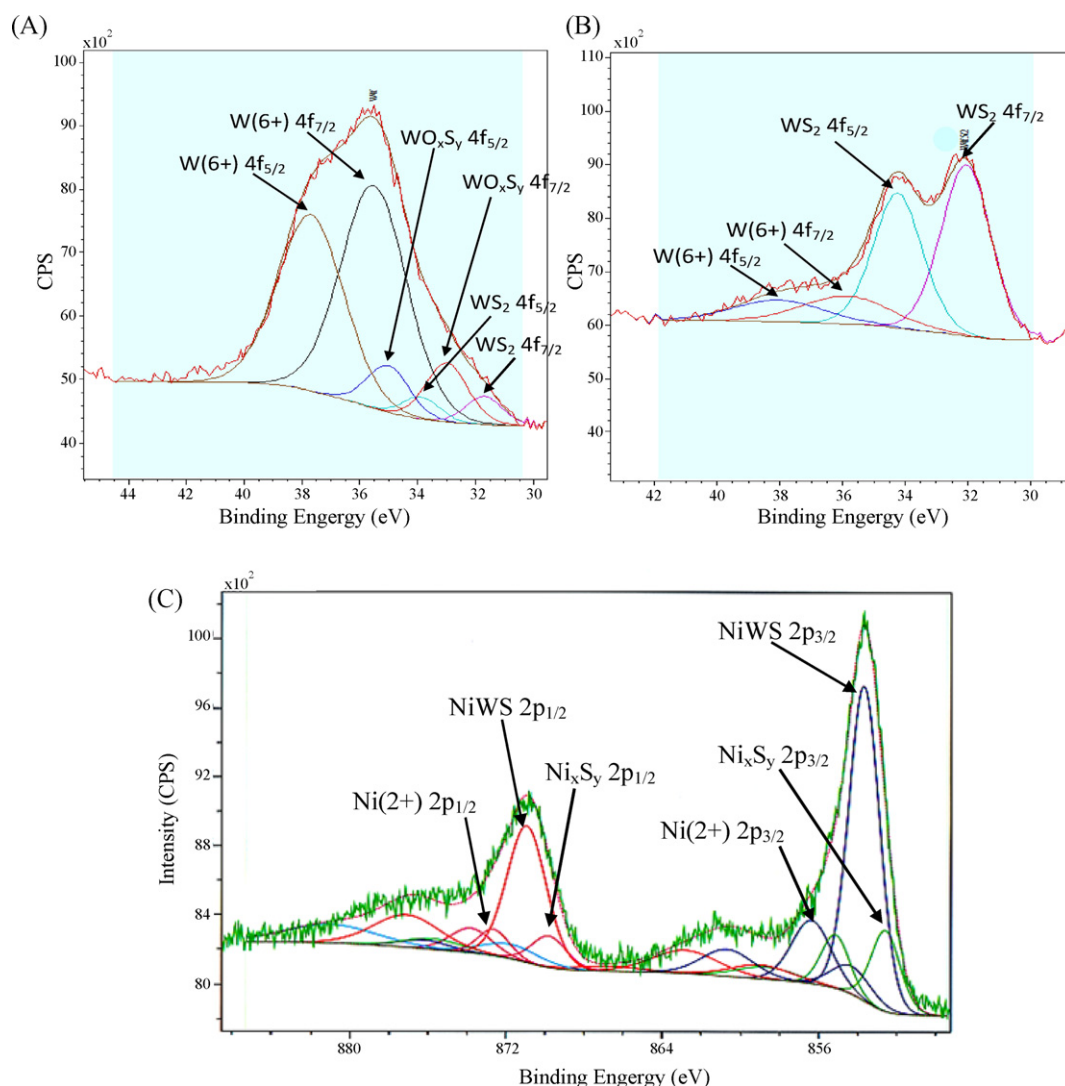 (A)
x10²
100
90
80
70
60
50
40
CPS
W(6+) 4f7/2
W(6+) 4f5/2
WOxSy 4f5/2
WOxSy 4f7/2
WS2 4f5/2
WS2 4f7/2
44 42 40 38 36 34 32 30
Binding Engergy (eV)
(B)
x10²
110
100
90
80
70
60
50
40
CPS
WS2 4f7/2
WS2 4f5/2
W(6+) 4f7/2
W(6+) 4f5/2
42 40 38 36 34 32 30
Binding Engergy (eV)
(C)
x10²
100
96
92
88
84
80
Intensity (CPS)
NiWS 2p3/2
NiWS 2p1/2
NixSy 2p3/2
NixSy 2p1/2
Ni(2+) 2p1/2
Ni(2+) 2p3/2
880 872 864 856
Binding Engergy (eV)